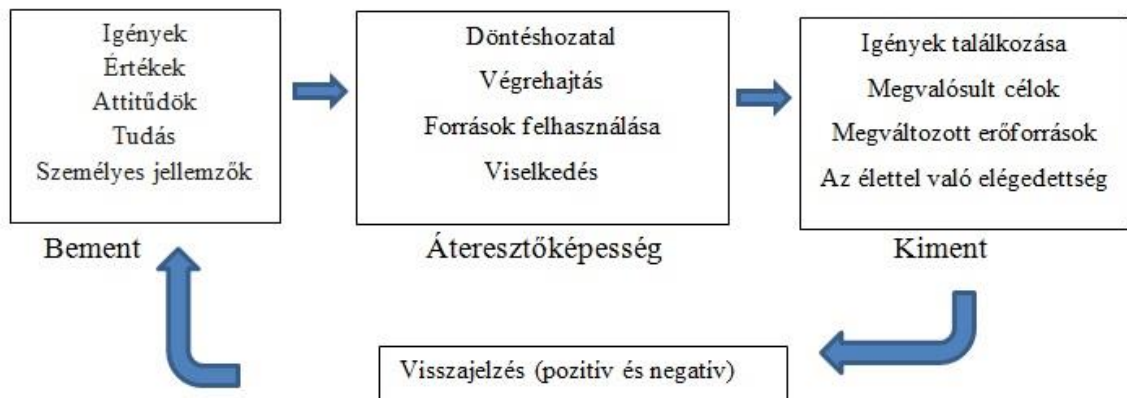 Igények
Értékek
Attitűdök
Tudás
Személyes jellemzők
Bement
Döntéshozatal
Végrehajtás
Források felhasználása
Viselkedés
Áteresztőképesség
Igények találkozása
Megvalósult célok
Megváltozott erőforrások
Az élettel való elégedettség
Kiment
Visszajelzés (pozitív és negatív)